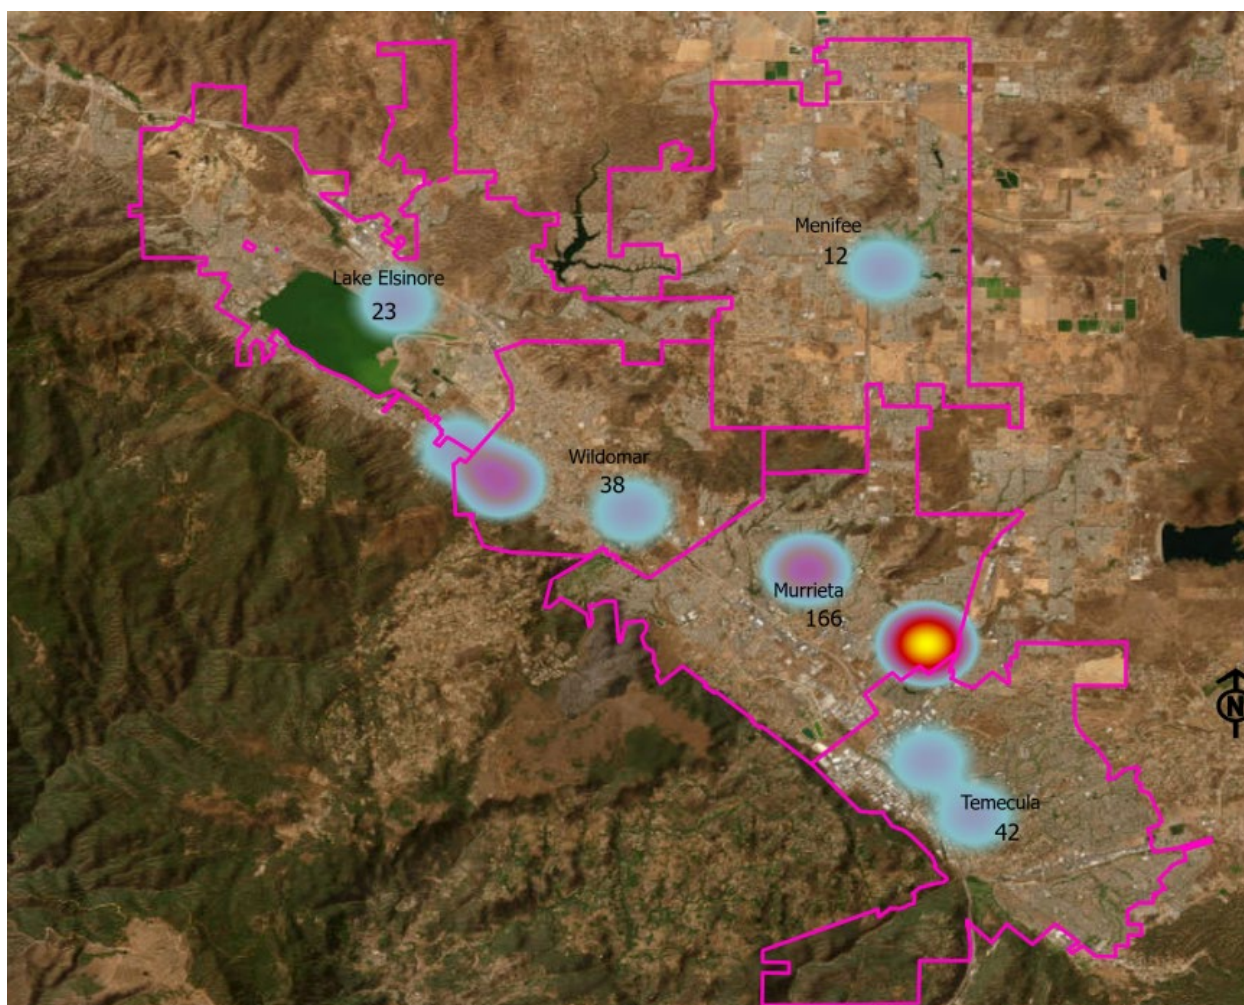 Menifee
12
Lake Elsinore
23
Wildomar
38
Murrieta
166
N
Temecula
42